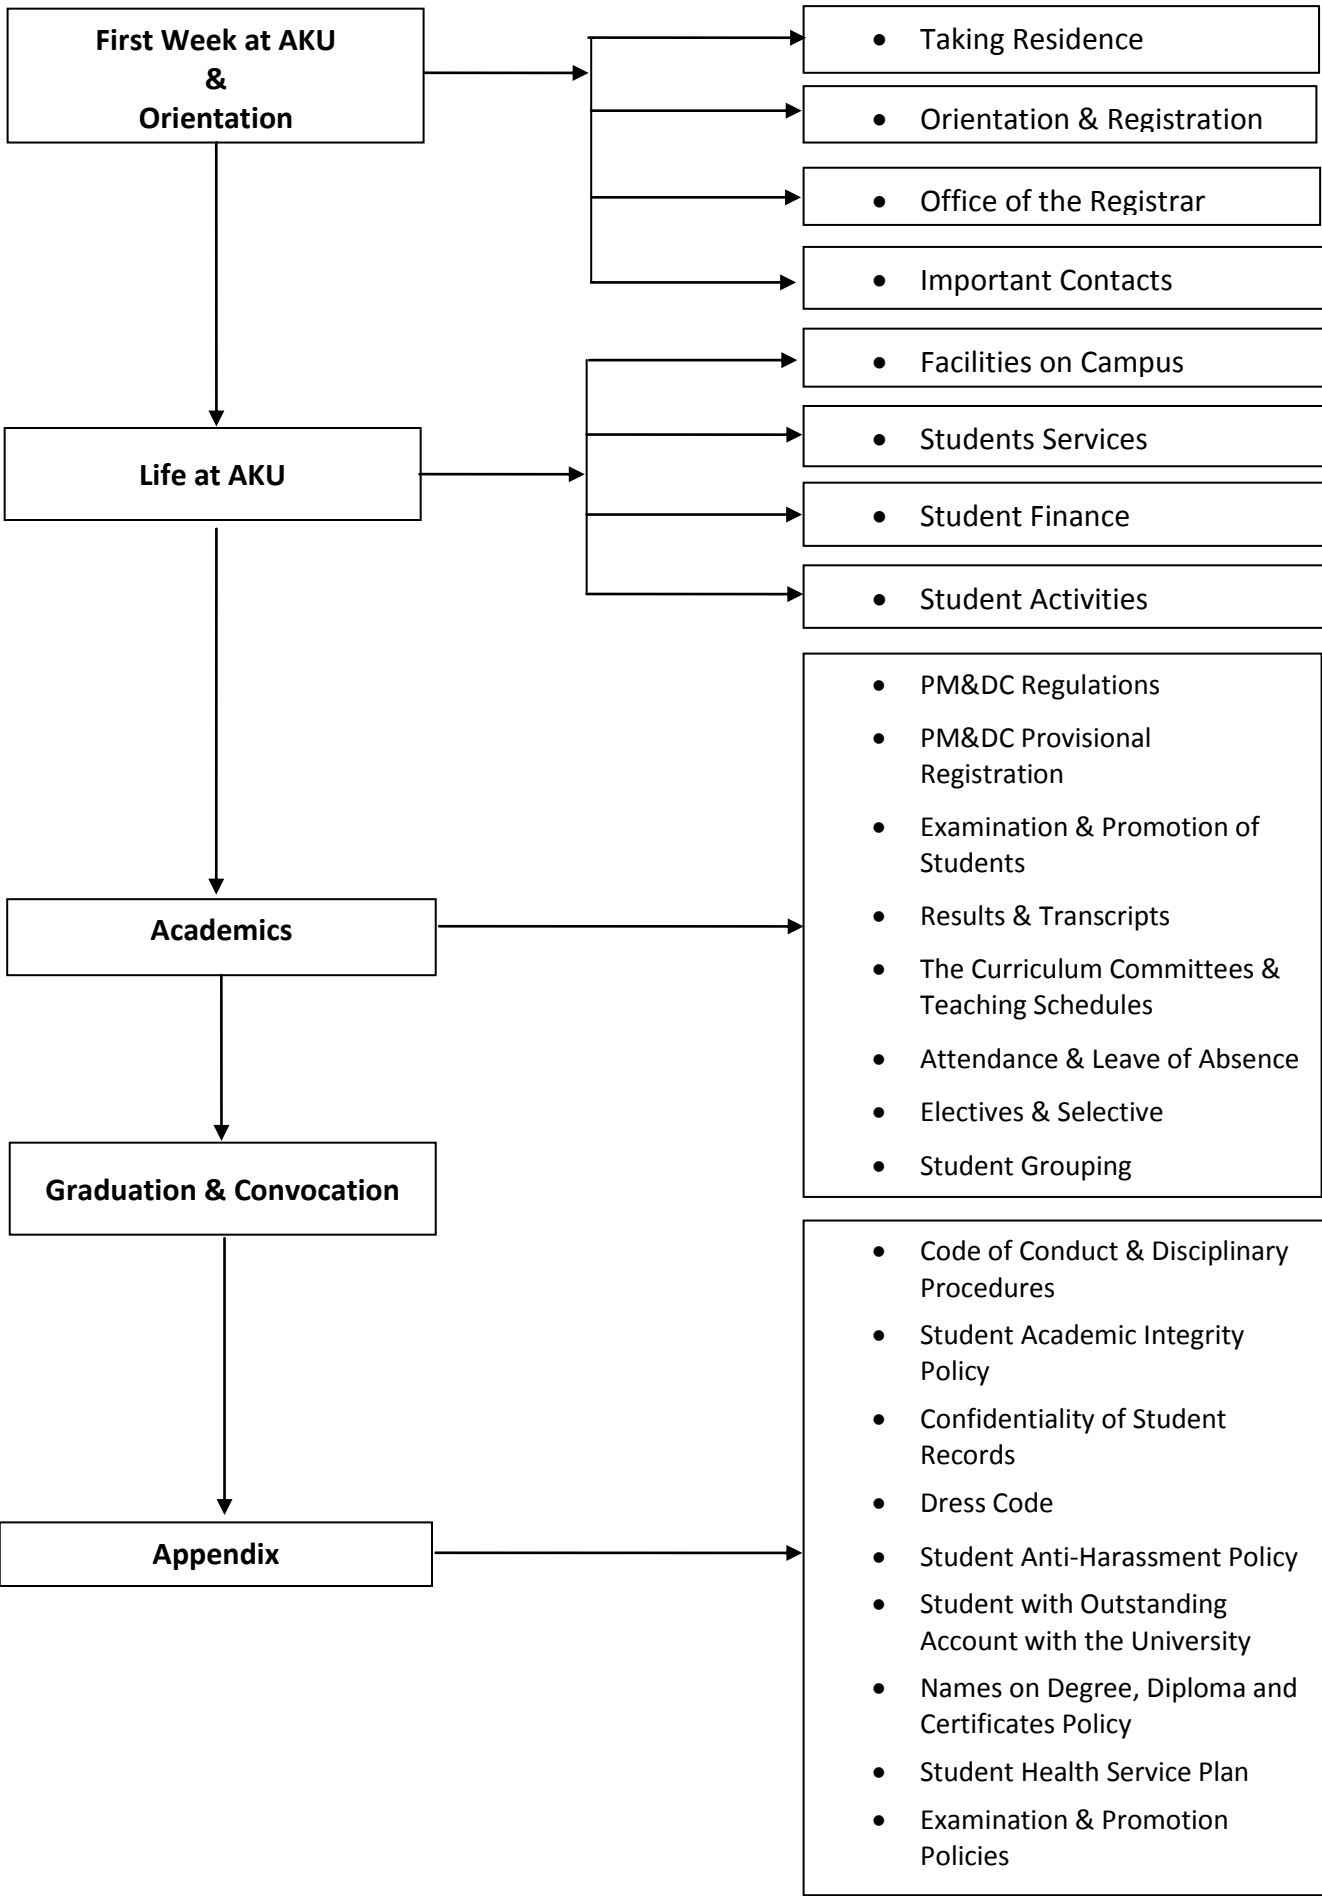 First Week at AKU
&
Orientation
• Taking Residence
• Orientation & Registration
• Office of the Registrar
• Important Contacts
Life at AKU
• Facilities on Campus
• Students Services
• Student Finance
• Student Activities
Academics
• PM&DC Regulations
• PM&DC Provisional
Registration
• Examination & Promotion of
Students
• Results & Transcripts
• The Curriculum Committees &
Teaching Schedules
• Attendance & Leave of Absence
• Electives & Selective
• Student Grouping
Graduation & Convocation
Appendix
• Code of Conduct & Disciplinary
Procedures
• Student Academic Integrity
Policy
• Confidentiality of Student
Records
• Dress Code
• Student Anti-Harassment Policy
• Student with Outstanding
Account with the University
• Names on Degree, Diploma and
Certificates Policy
• Student Health Service Plan
• Examination & Promotion
Policies